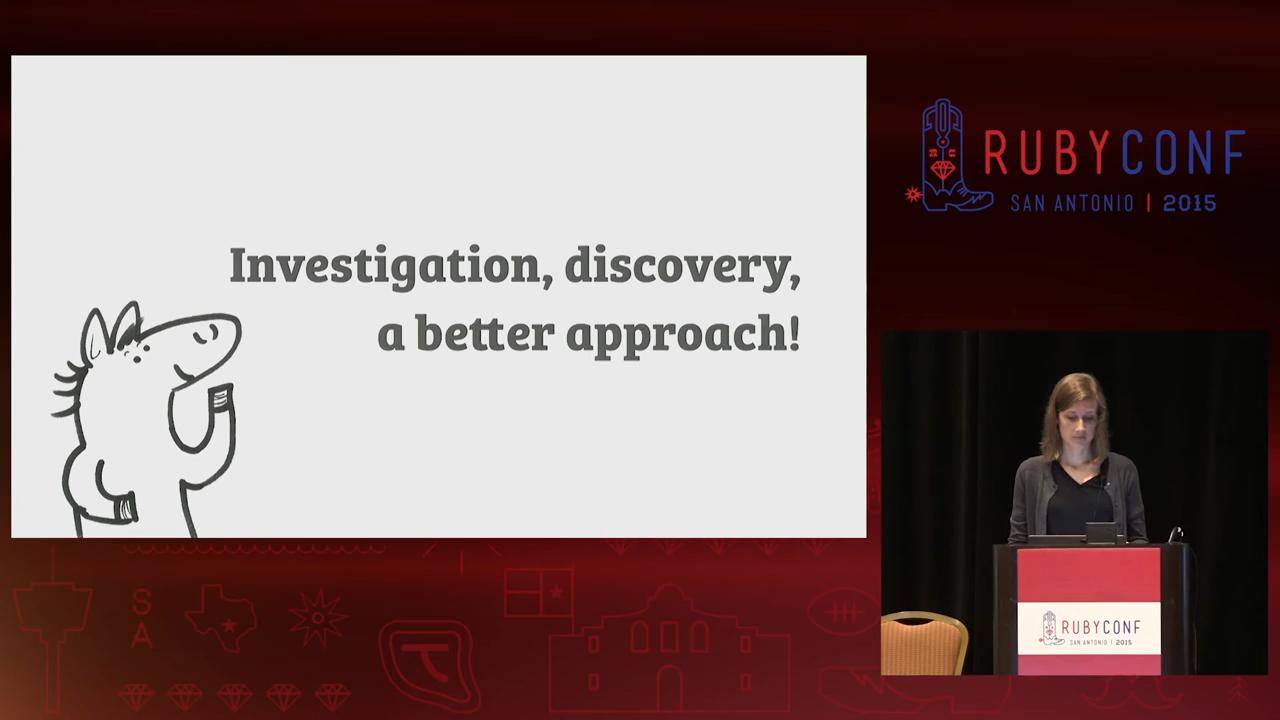 Investigation, discovery,
a better approach!
RUBYCONF
SAN ANTONIO | 2015
RUBYCONF
SAN ANTONIO | 2015
S
A